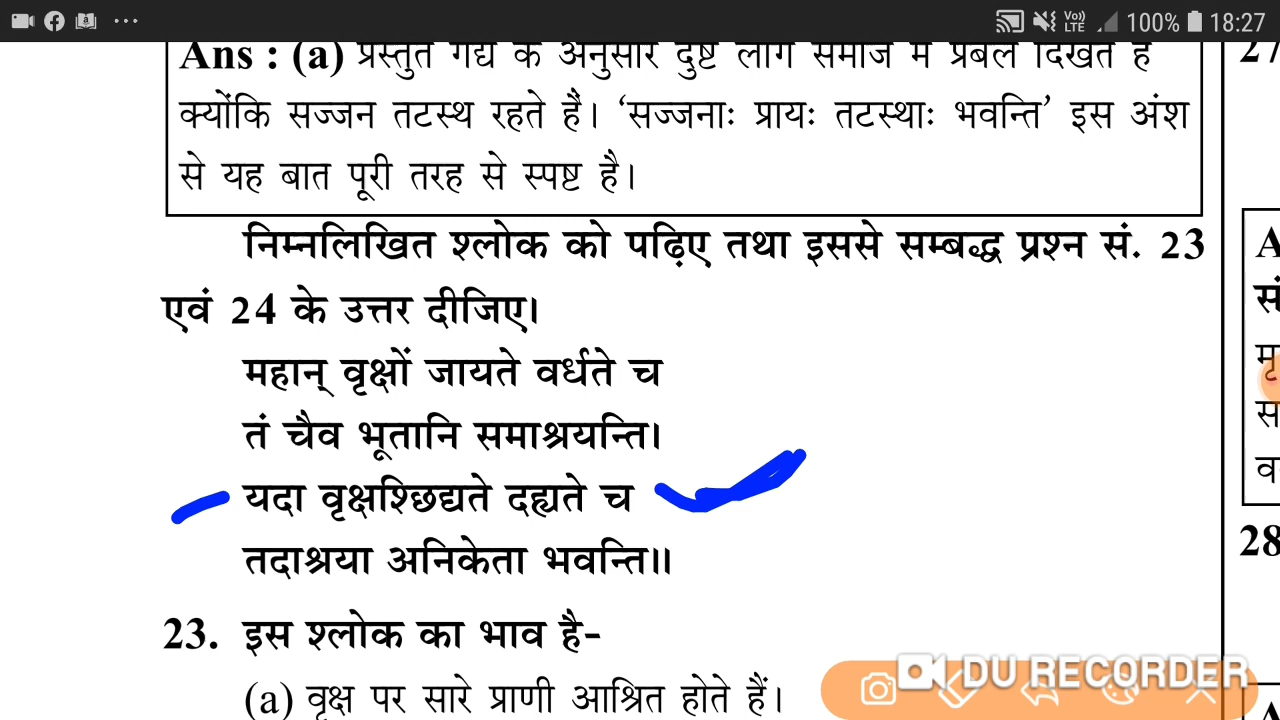 Vo)) LTE 100% 18:27
Ans : (a) प्रस्तुत गद्य के अनुसार दुष्ट लोग समाज में प्रबल दिखते हैं
क्योंकि सज्जन तटस्थ रहते हैं। ‘सज्जनाः प्रायः तटस्थाः भवन्ति’ इस अंश
से यह बात पूरी तरह से स्पष्ट है।
निम्नलिखित श्लोक को पढ़िए तथा इससे सम्बद्ध प्रश्न सं. 23
एवं 24 के उत्तर दीजिए।
महान् वृक्षों जायते वर्धते च
तं चैव भूतानि समाश्रयन्ति।
यदा वृक्षश्छिद्यते दह्यते च
तदाश्रया अनिकेता भवन्ति॥
23. इस श्लोक का भाव है-
(a) वृक्ष पर सारे प्राणी आश्रित होते हैं।
27
28
DU RECORDER